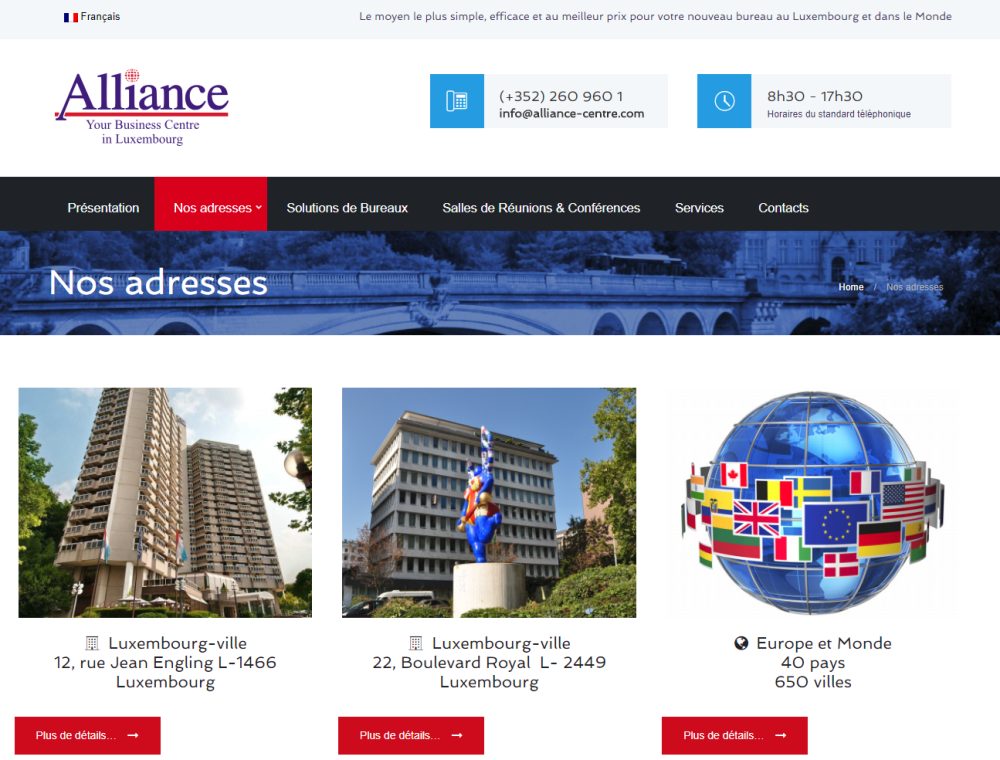 Français
Le moyen le plus simple, efficace et au meilleur prix pour votre nouveau bureau au Luxembourg et dans le Monde
Alliance
Your Business Centre
in Luxembourg
(+352) 260 960 1
info@alliance-centre.com
8h30 - 17h30
Horaires du standard téléphonique
Présentation
Nos adresses
Solutions de Bureaux
Salles de Réunions & Conférences
Services
Contacts
Nos adresses
Home / Nos adresses
Luxembourg-ville
12, rue Jean Engling L-1466
Luxembourg
Plus de détails...
Luxembourg-ville
22, Boulevard Royal L- 2449
Luxembourg
Plus de détails...
Europe et Monde
40 pays
650 villes
Plus de détails...